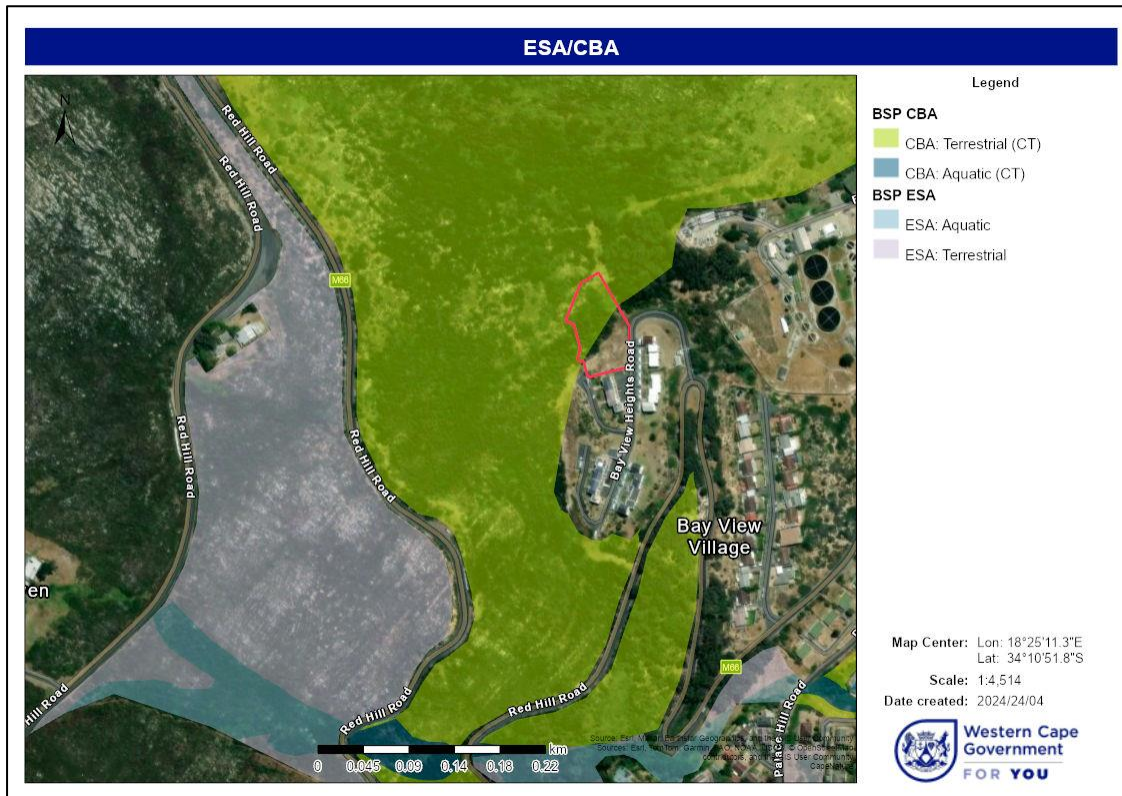 ESA/CBA
N
Red Hill Road
Red Hill Road
M66
Red Hill Road
Red Hill Road
Bay View Heights Road
Bay View
Village
en
Hill Road
Red Hill Road
Red Hill Road
M66
Palace Hill Road
km
0 0.045 0.09 0.14 0.18 0.22
Legend
BSP CBA
CBA: Terrestrial (CT)
CBA: Aquatic (CT)
BSP ESA
ESA: Aquatic
ESA: Terrestrial
Map Center: Lon: 18°25'11.3"E
Lat: 34°10'51.8"S
Scale: 1:4,514
Date created: 2024/24/04
Western Cape
Government
FOR YOU